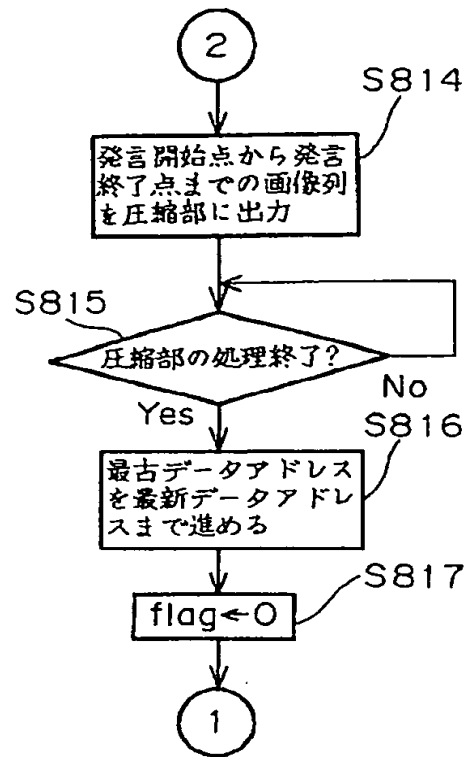 2
S814
発言開始点から発言
終了点までの画像列
を圧縮部に出力
S815
圧縮部の処理終了?
No
Yes
S816
最古データアドレス
を最新データアドレ
スまで進める
S817
flag←0
1